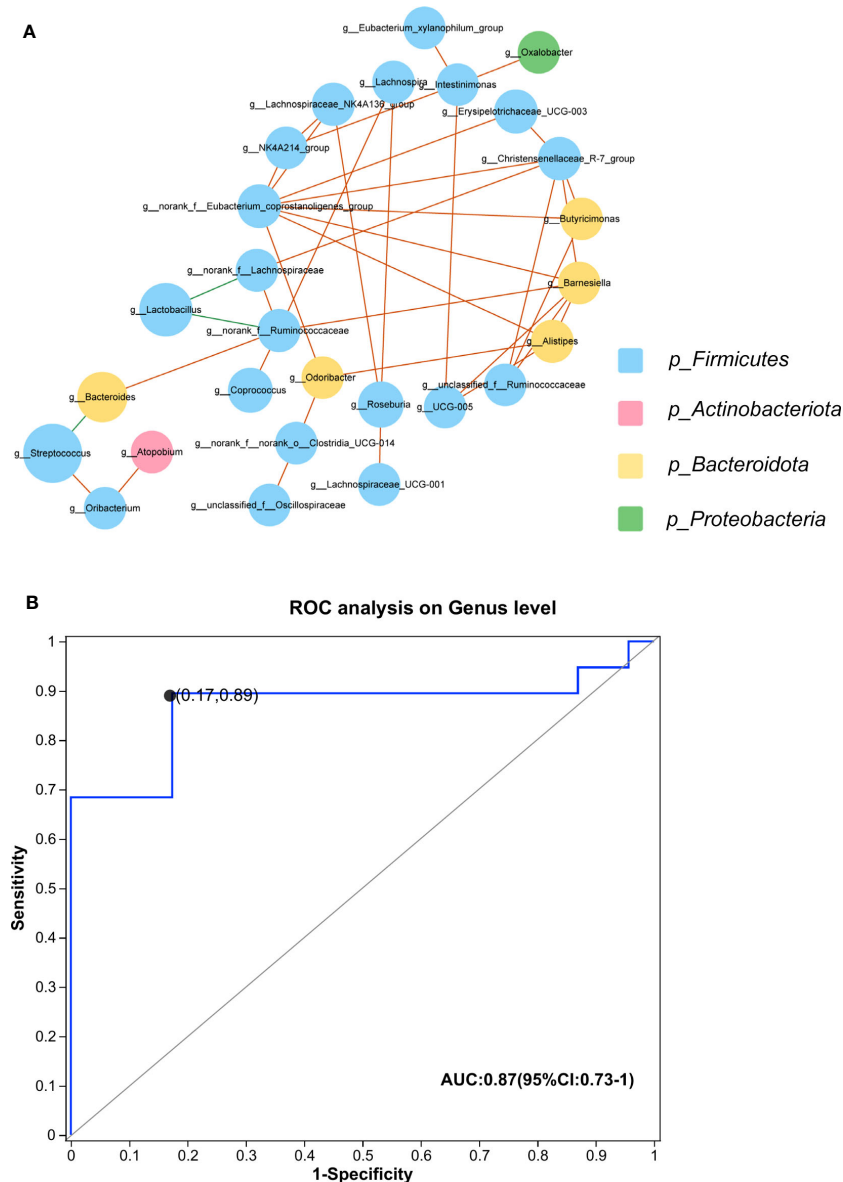 A
g__Eubacterium_xylanophilum_group
g__Oxalobacter
g__Lachnospira
g__Intestinimonas
g__Lachnospiraceae_NK4A136_group
g__Erysipelotrichaceae_UCG-003
g__NK4A214_group
g__Christensenellaceae_R-7_group
g__norank_f__Eubacterium_coprostanoligenes_group
g__Butyricimonas
g__norank_f__Lachnospiraceae
g__Barnesiella
g__Lactobacillus
g__norank_f__Ruminococcaceae
g__Alistipes
p_Firmicutes
g__Odoribacter
g__Coprococcus
g__unclassified_f__Ruminococcaceae
g__Bacteroides
g__Roseburia
g__UCG-005
p_Actinobacteriota
g__norank_f__norank_o__Clostridia_UCG-014
g__Streptococcus
g__Atopobium
p_Bacteroidota
g__Lachnospiraceae_UCG-001
g__unclassified_f__Oscillospiraceae
g__Oribacterium
p_Proteobacteria
B
ROC analysis on Genus level
1
0.9
(0.17,0.89)
0.8
0.7
0.6
0.5
0.4
0.3
0.2
0.1
0
Sensitivity
AUC:0.87(95%CI:0.73-1)
0 0.1 0.2 0.3 0.4 0.5 0.6 0.7 0.8 0.9 1
1-Specificity